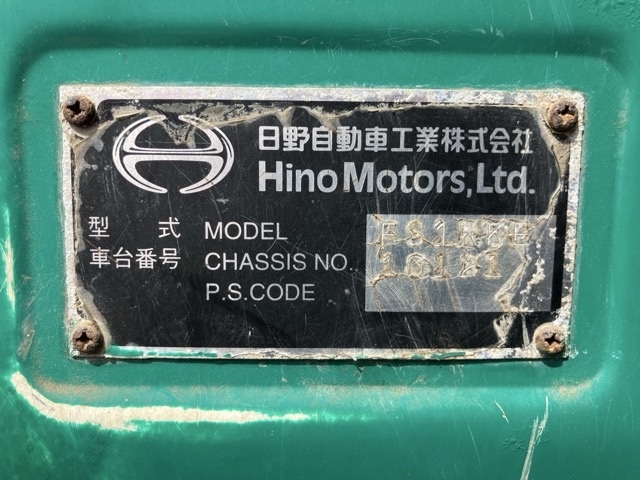 日野自動車工業株式会社
Hino Motors, Ltd.
型 式 MODEL
車台番号 CHASSIS NO.
P.S.CODE